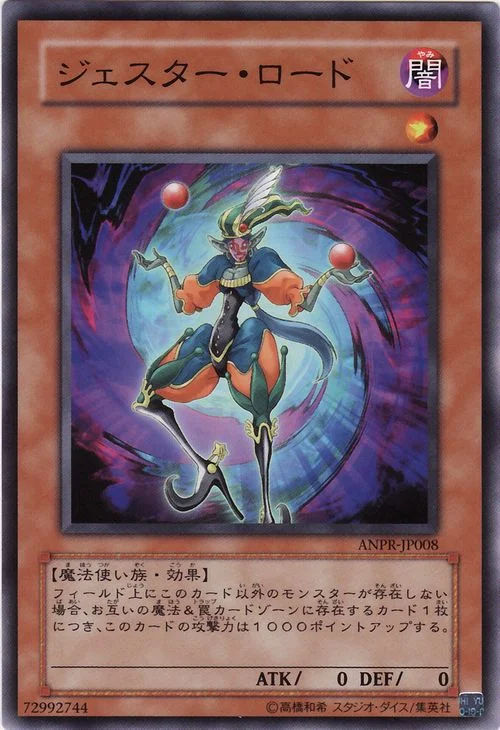 ジェスター・ロード
やみ
闇
ANPR-JP008
【魔法使い族・効果】
フィールド上にこのカード以外のモンスターが存在しない
場合、お互いの魔法&罠カードゾーンに存在するカード1枚
につき、このカードの攻撃力は1000ポイントアップする。
ATK/ 0 DEF/ 0
72992744
©高橋和希 スタジオ・ダイス/集英社